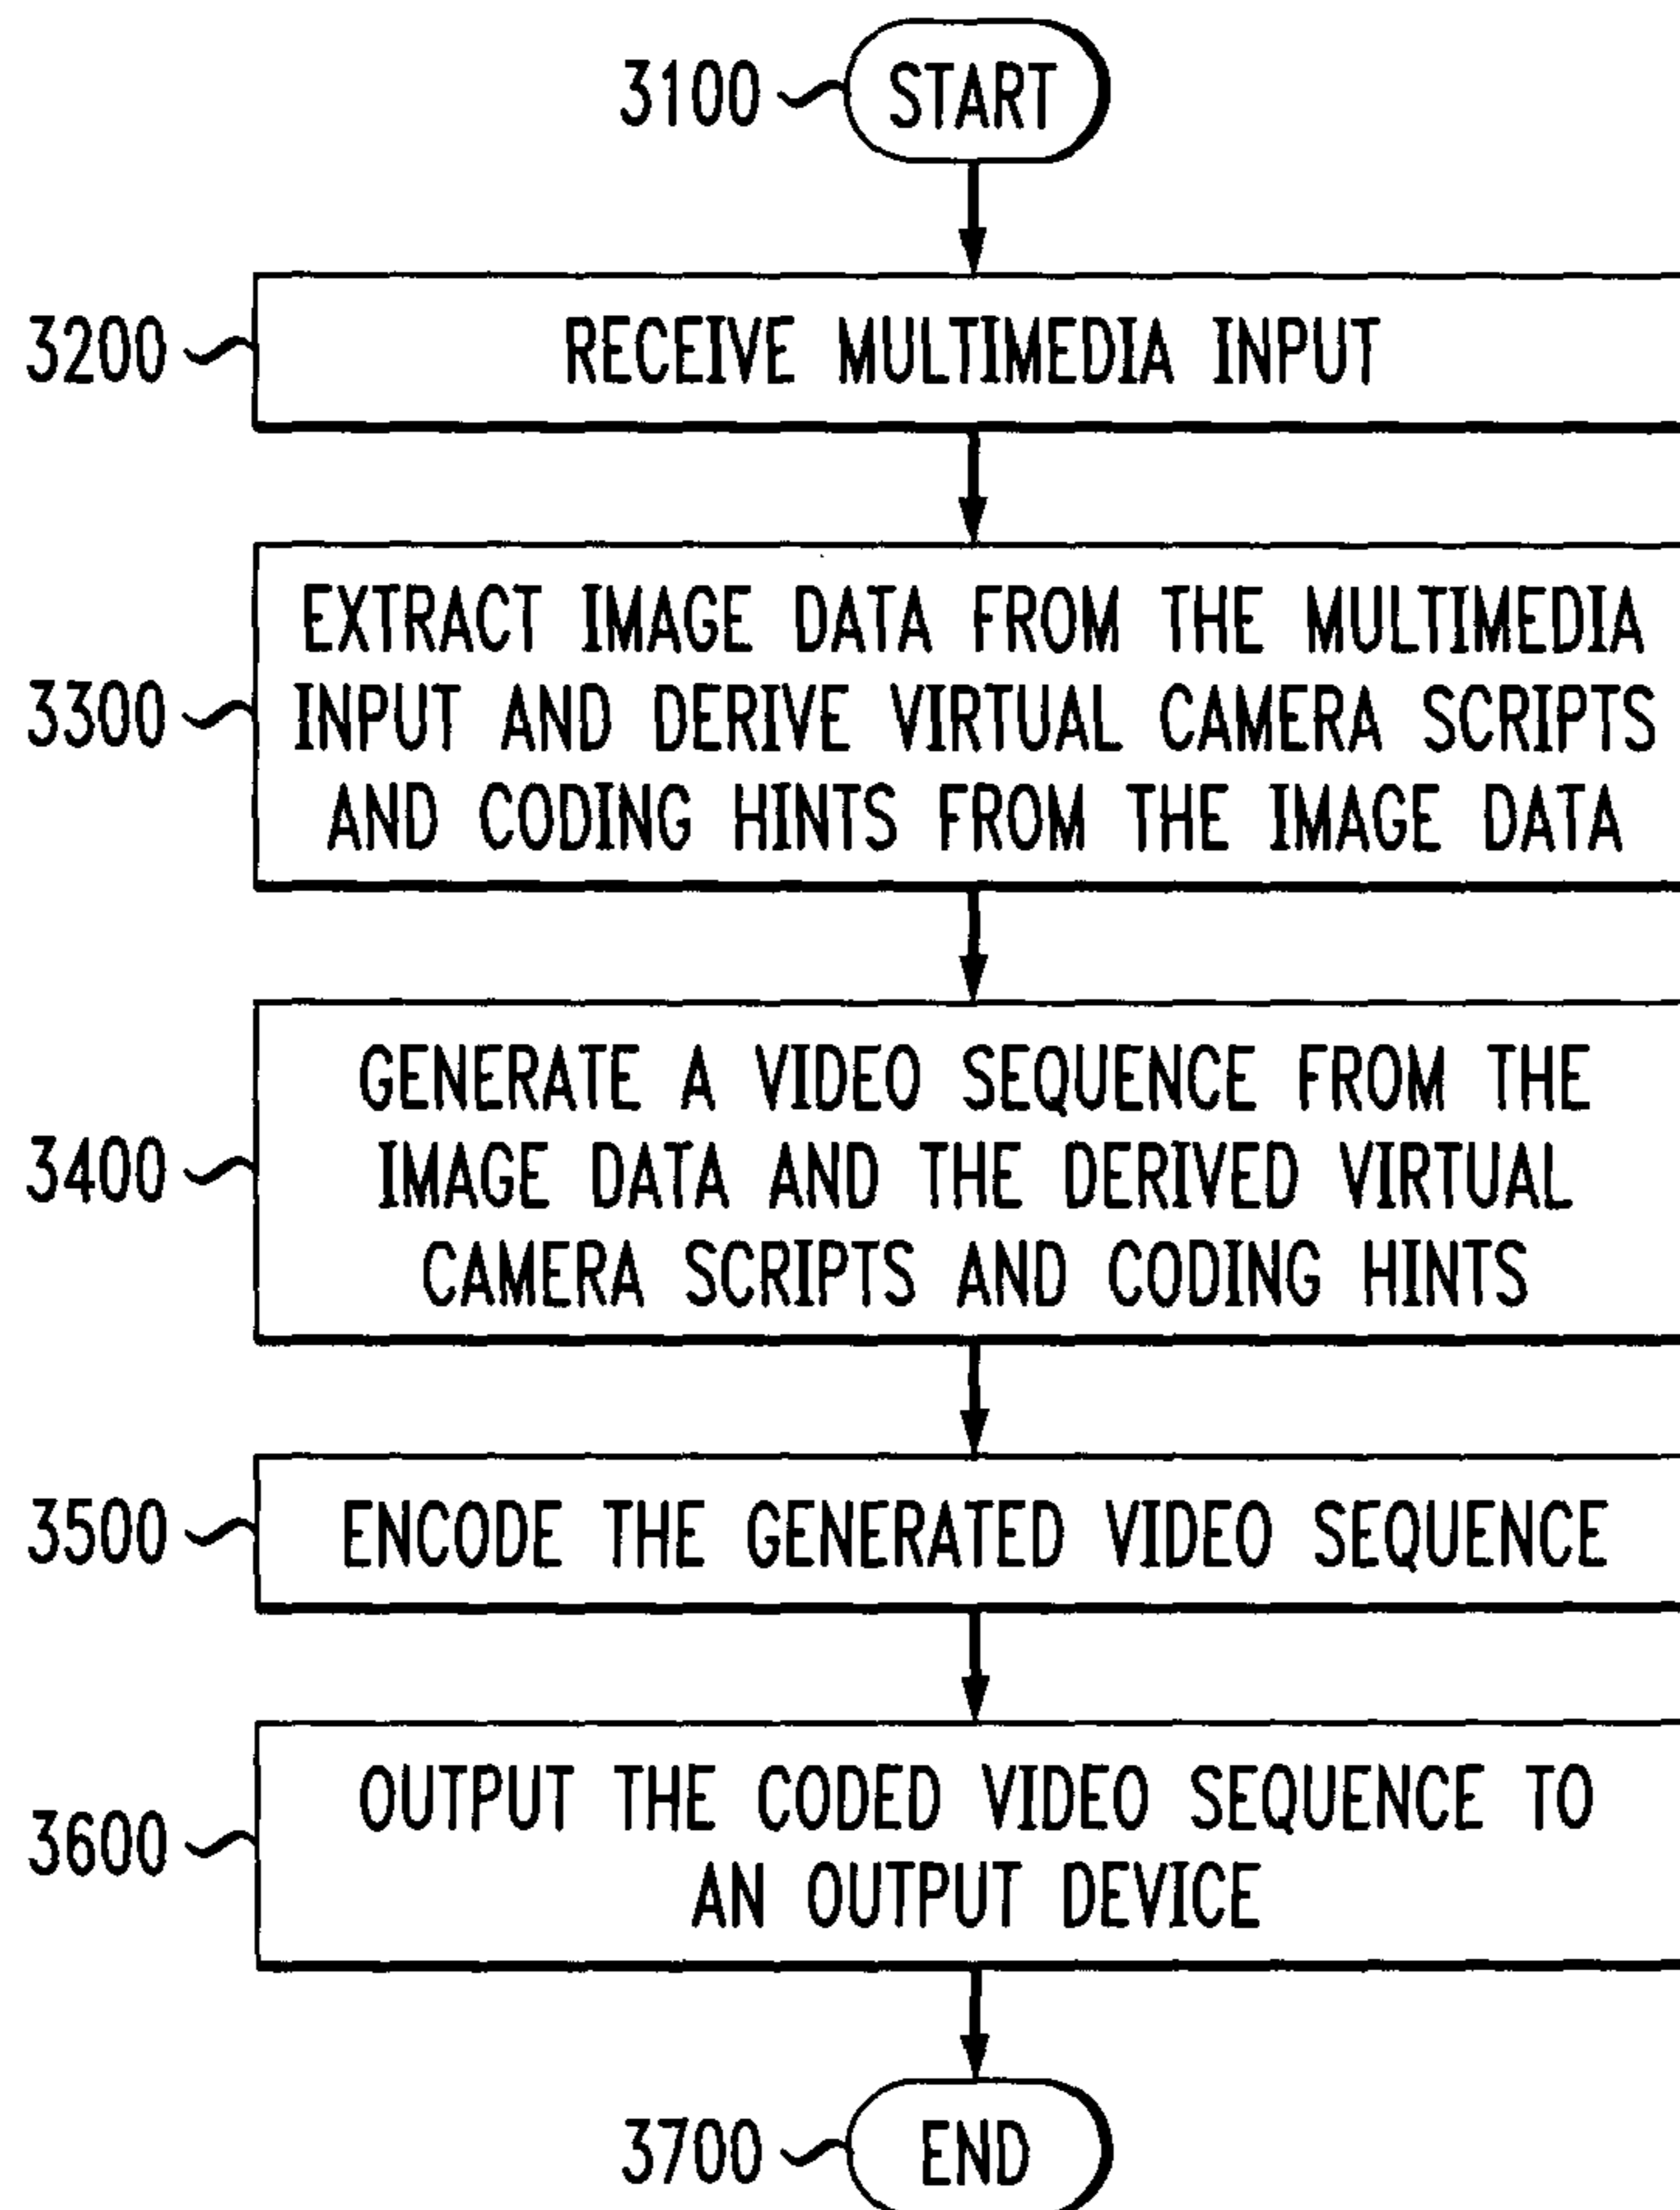 3100
START
3200
RECEIVE MULTIMEDIA INPUT
3300
EXTRACT IMAGE DATA FROM THE MULTIMEDIA
INPUT AND DERIVE VIRTUAL CAMERA SCRIPTS
AND CODING HINTS FROM THE IMAGE DATA
3400
GENERATE A VIDEO SEQUENCE FROM THE
IMAGE DATA AND THE DERIVED VIRTUAL
CAMERA SCRIPTS AND CODING HINTS
3500
ENCODE THE GENERATED VIDEO SEQUENCE
3600
OUTPUT THE CODED VIDEO SEQUENCE TO
AN OUTPUT DEVICE
3700
END